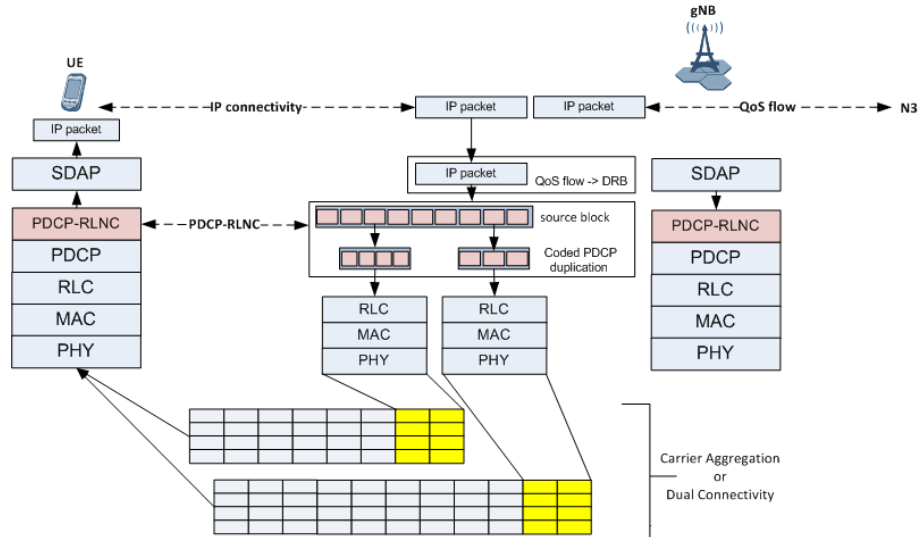 gNB
UE
IP connectivity
IP packet
IP packet
QoS flow
N3
IP packet
SDAP
IP packet
QoS flow -> DRB
SDAP
PDCP-RLNC
PDCP-RLNC
source block
PDCP-RLNC
PDCP
Coded PDCP
duplication
PDCP
RLC
RLC
RLC
RLC
MAC
MAC
MAC
MAC
PHY
PHY
PHY
PHY
Carrier Aggregation
or
Dual Connectivity